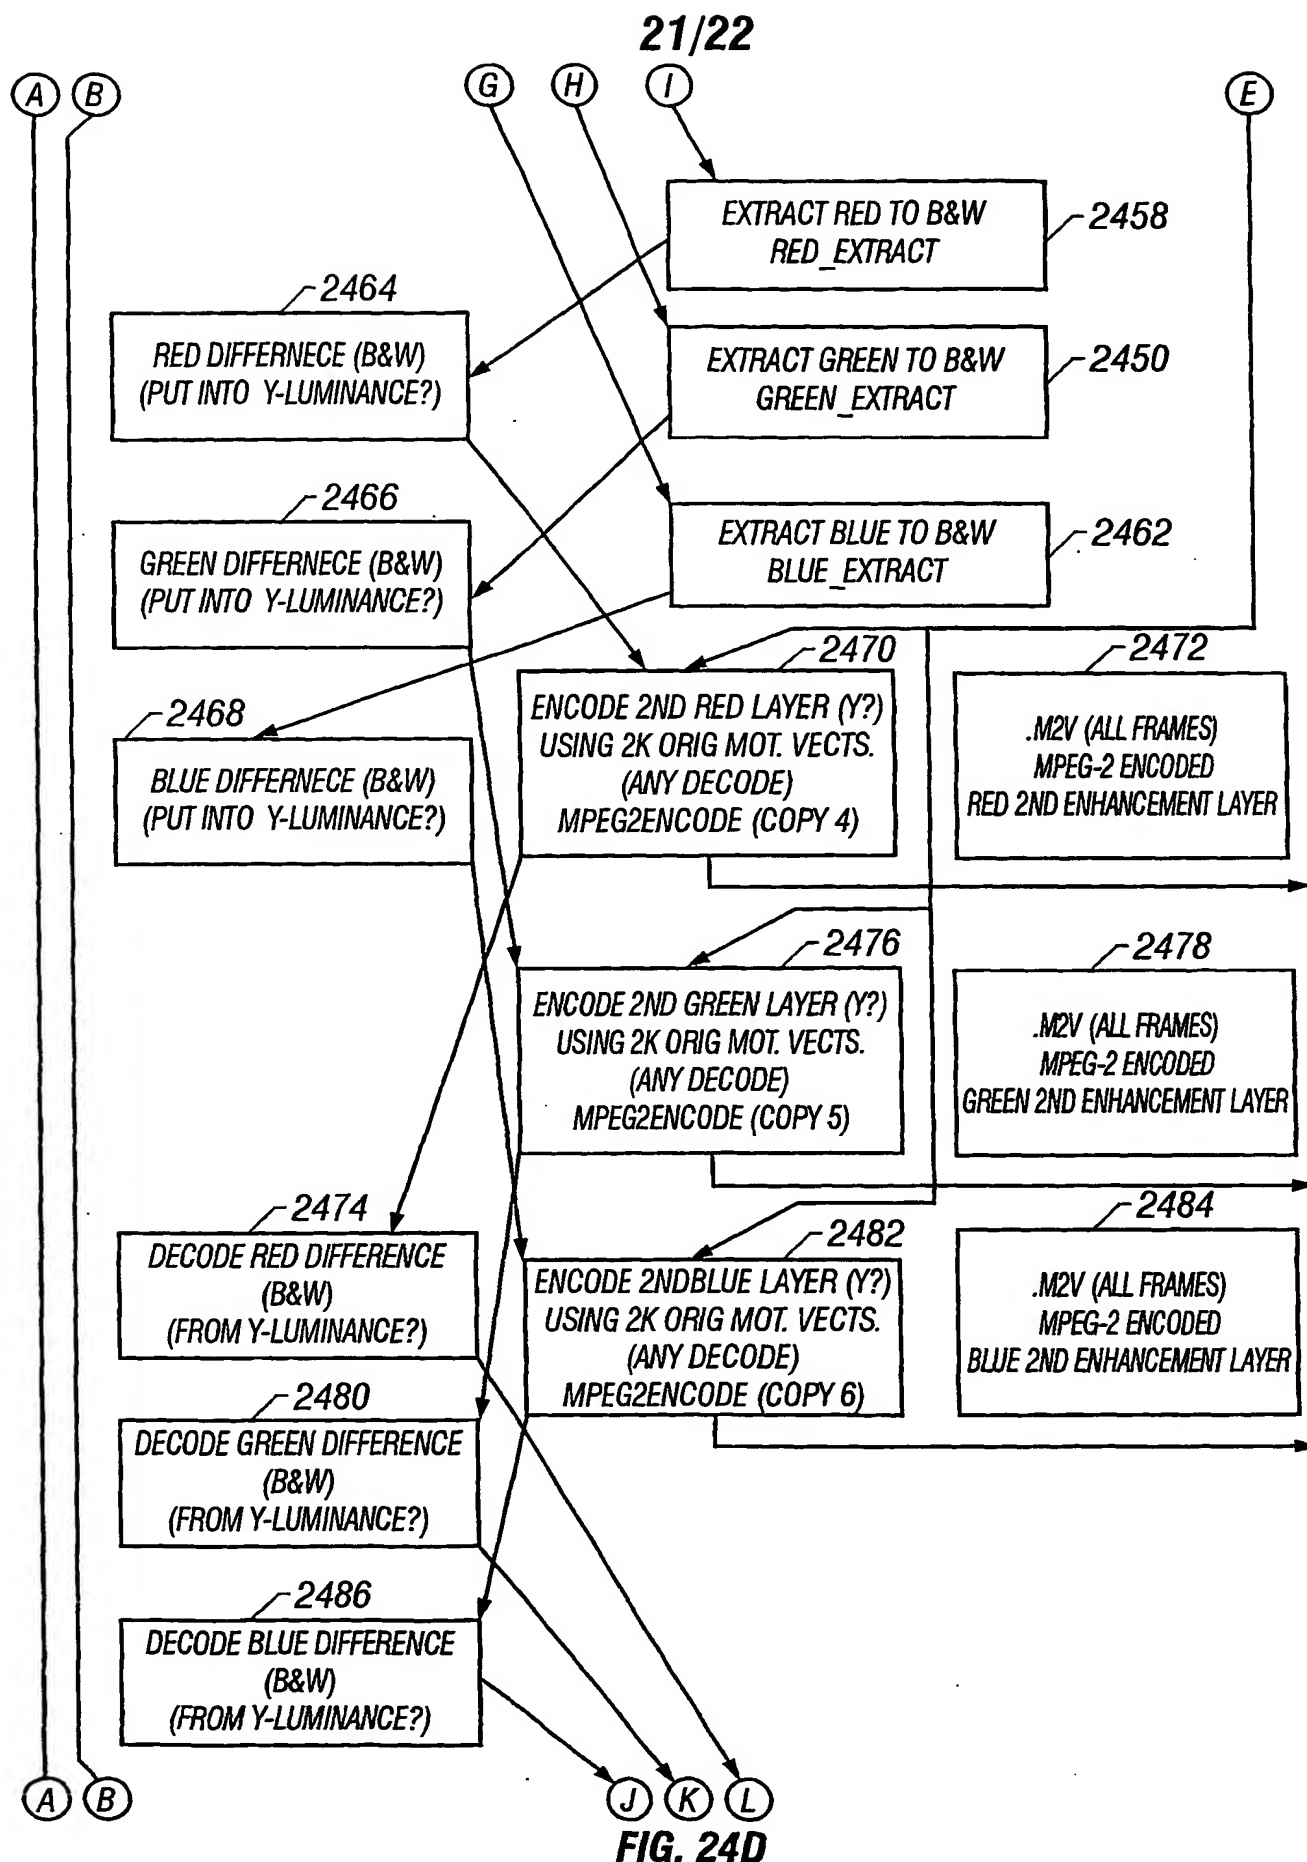 21/22
A
B
G
H
I
E
EXTRACT RED TO B&W
RED_EXTRACT
2458
2464
RED DIFFERNECE (B&W)
(PUT INTO Y-LUMINANCE?)
EXTRACT GREEN TO B&W
GREEN_EXTRACT
2450
2466
GREEN DIFFERNECE (B&W)
(PUT INTO Y-LUMINANCE?)
EXTRACT BLUE TO B&W
BLUE_EXTRACT
2462
2468
BLUE DIFFERNECE (B&W)
(PUT INTO Y-LUMINANCE?)
2470
ENCODE 2ND RED LAYER (Y?)
USING 2K ORIG MOT. VECTS.
(ANY DECODE)
MPEG2ENCODE (COPY 4)
2472
.M2V (ALL FRAMES)
MPEG-2 ENCODED
RED 2ND ENHANCEMENT LAYER
2476
ENCODE 2ND GREEN LAYER (Y?)
USING 2K ORIG MOT. VECTS.
(ANY DECODE)
MPEG2ENCODE (COPY 5)
2478
.M2V (ALL FRAMES)
MPEG-2 ENCODED
GREEN 2ND ENHANCEMENT LAYER
2474
DECODE RED DIFFERENCE
(B&W)
(FROM Y-LUMINANCE?)
2482
ENCODE 2NDBLUE LAYER (Y?)
USING 2K ORIG MOT. VECTS.
(ANY DECODE)
MPEG2ENCODE (COPY 6)
2484
.M2V (ALL FRAMES)
MPEG-2 ENCODED
BLUE 2ND ENHANCEMENT LAYER
2480
DECODE GREEN DIFFERENCE
(B&W)
(FROM Y-LUMINANCE?)
2486
DECODE BLUE DIFFERENCE
(B&W)
(FROM Y-LUMINANCE?)
A
B
J
K
L
FIG. 24D